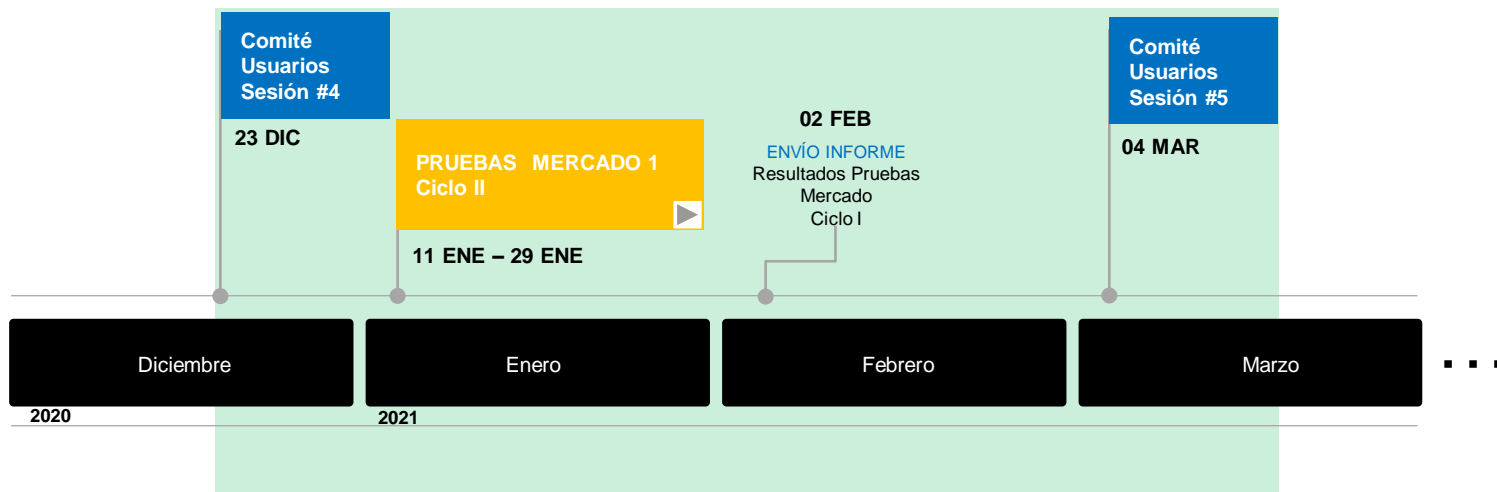 Comité
Usuarios
Sesión #4
23 DIC
PRUEBAS MERCADO 1
Ciclo II
11 ENE – 29 ENE
02 FEB
ENVÍO INFORME
Resultados Pruebas
Mercado
Ciclo I
Comité
Usuarios
Sesión #5
04 MAR
Diciembre
Enero
Febrero
Marzo
...
2020
2021